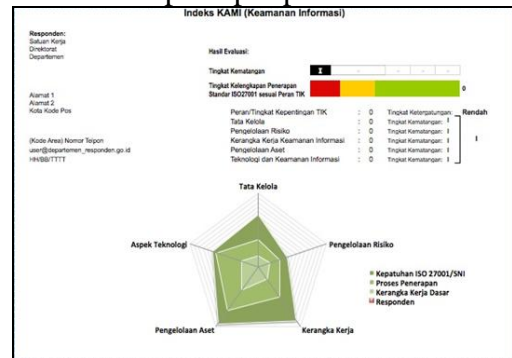 Indeks KAMI (Keamanan Informasi)
Responden:
Satuan Kerja
Direktorat
Departemen
Alamat 1
Alamat 2
Kota Kode Pos
(Kode Area) Nomor Telpon
user@departemen_responden.go.id
HH/BB/TTTT
Hasil Evaluasi:
Tingkat Kematangan I - - - -
Tingkat Kelengkapan Penerapan
Standar ISO27001 sesuai Peran TIK 0
Peran/Tingkat Kepentingan TIK : 0 Tingkat Ketergantungan: Rendah
Tata Kelola : 0 Tingkat Kematangan: I
Pengelolaan Risiko : 0 Tingkat Kematangan: I
Kerangka Kerja Keamanan Informasi : 0 Tingkat Kematangan: I I
Pengelolaan Aset : 0 Tingkat Kematangan: I
Teknologi dan Keamanan Informasi : 0 Tingkat Kematangan: I
Tata Kelola
Aspek Teknologi
Pengelolaan Risiko
Kepatuhan ISO 27001/SNI
Proses Penerapan
Kerangka Kerja Dasar
Responden
Pengelolaan Aset
Kerangka Kerja